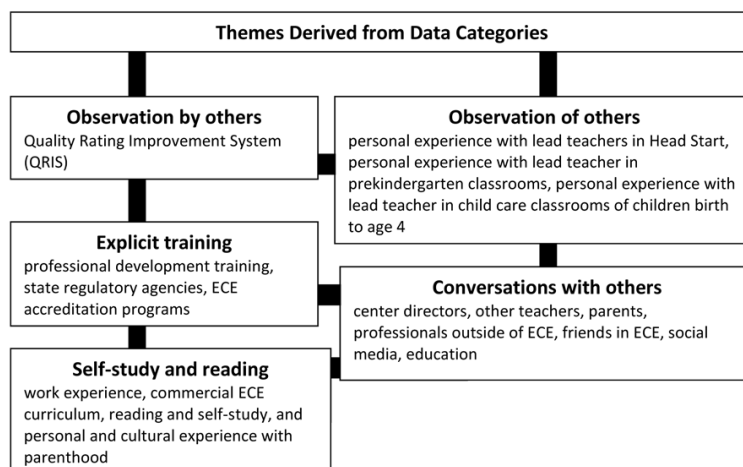 Themes Derived from Data Categories
Observation by others
Quality Rating Improvement System
(QRIS)
Observation of others
personal experience with lead teachers in Head Start,
personal experience with lead teacher in
prekindergarten classrooms, personal experience with
lead teacher in child care classrooms of children birth
to age 4
Explicit training
professional development training,
state regulatory agencies, ECE
accreditation programs
Conversations with others
center directors, other teachers, parents,
professionals outside of ECE, friends in ECE, social
media, education
Self-study and reading
work experience, commercial ECE
curriculum, reading and self-study, and
personal and cultural experience with
parenthood